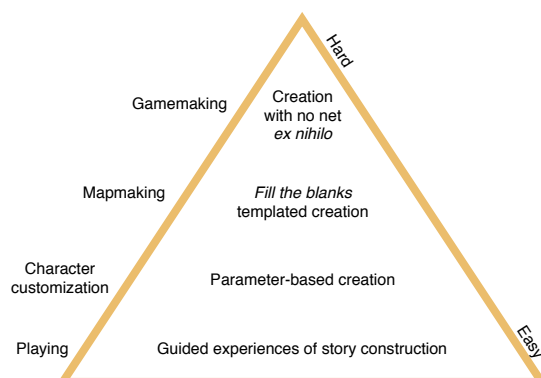 Hard
Gamemaking
Creation
with no net
ex nihilo
Mapmaking
Fill the blanks
templated creation
Character
customization
Parameter-based creation
Easy
Playing
Guided experiences of story construction